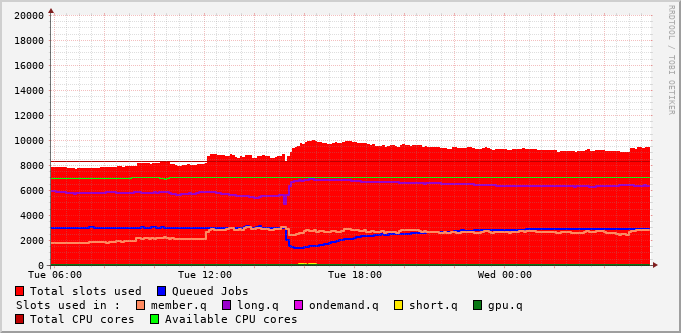 20000
18000
16000
14000
12000
10000
8000
6000
4000
2000
0
Tue 06:00 Tue 12:00 Tue 18:00 Wed 00:00
Total slots used Queued Jobs
Slots used in : member.q long.q ondemand.q short.q gpu.q
Total CPU cores Available CPU cores
RRDTOOL / TOBI OETIKER